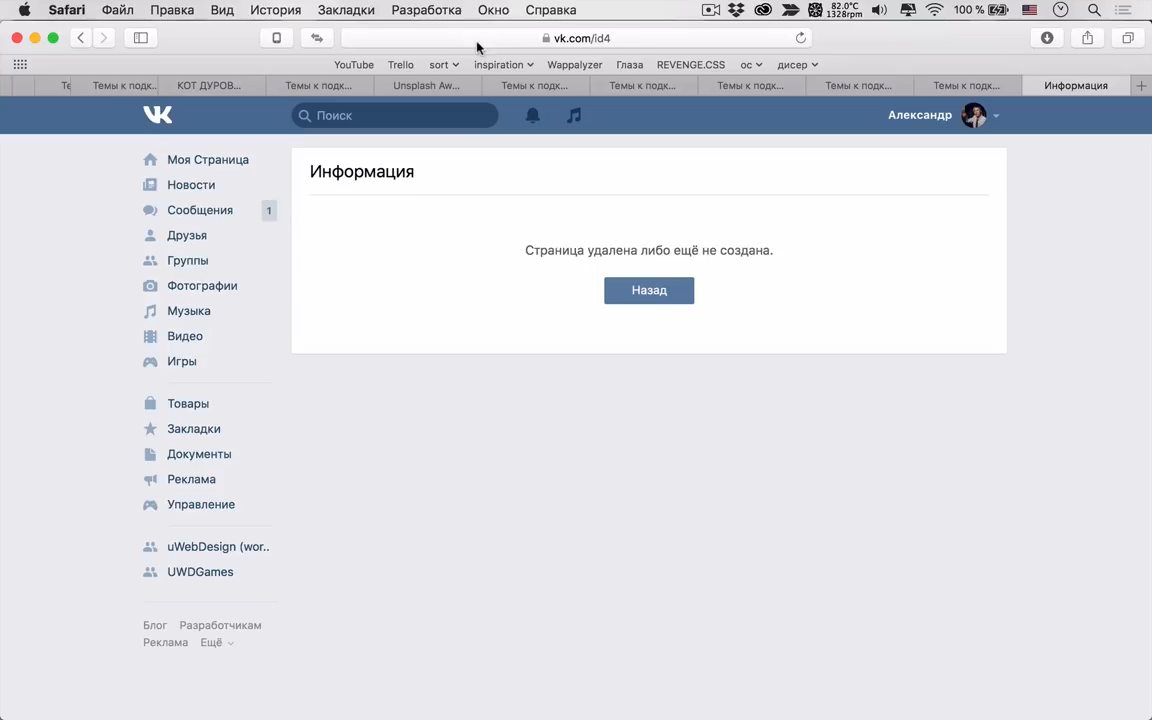 Safari Файл Правка Вид История Закладки Разработка Окно Справка 82.0°C 1328rpm 100 %
vk.com/id4
YouTube Trello sort inspiration Wappalyzer Глаза REVENGE.CSS ос дисер
Те Темы к подк... КОТ ДУРОВ... Темы к подк... Unsplash Aw... Темы к подк... Темы к подк... Темы к подк... Темы к подк... Темы к подк... Информация
Поиск Александр
Моя Страница
Новости
Сообщения 1
Друзья
Группы
Фотографии
Музыка
Видео
Игры
Товары
Закладки
Документы
Реклама
Управление
uWebDesign (wor..
UWDGames
Блог Разработчикам
Реклама Ещё
Информация
Страница удалена либо ещё не создана.
Назад